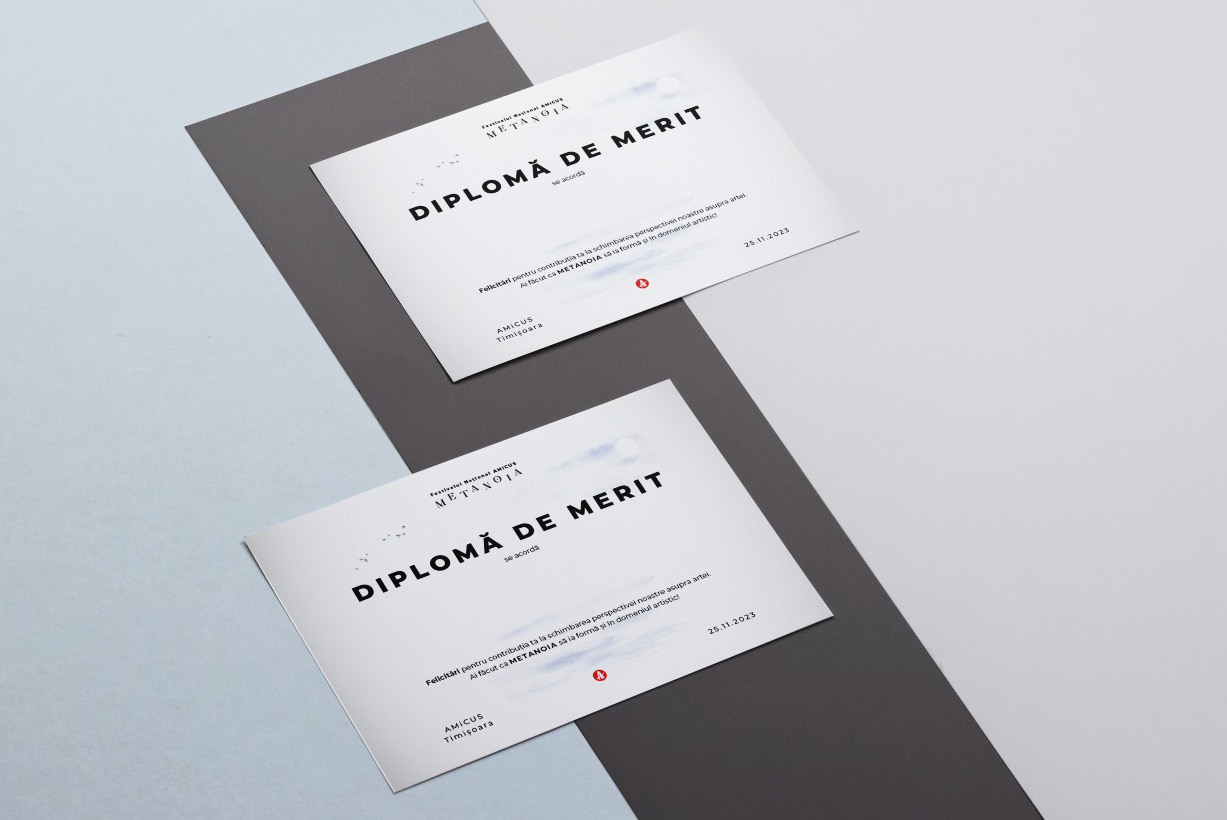 Festivalul Național AMiCUS
METANOIA
DIPLOMĂ DE MERIT
se acordă
Felicitări pentru contribuția ta la schimbarea perspectivei noastre asupra artei.
Ai făcut ca METANOIA să ia formă și în domeniul artistic!
25.11.2023
AMiCUS
Timișoara
Festivalul Național AMiCUS
METANOIA
DIPLOMĂ DE MERIT
se acordă
Felicitări pentru contribuția ta la schimbarea perspectivei noastre asupra artei.
Ai făcut ca METANOIA să ia formă și în domeniul artistic!
25.11.2023
AMiCUS
Timișoara